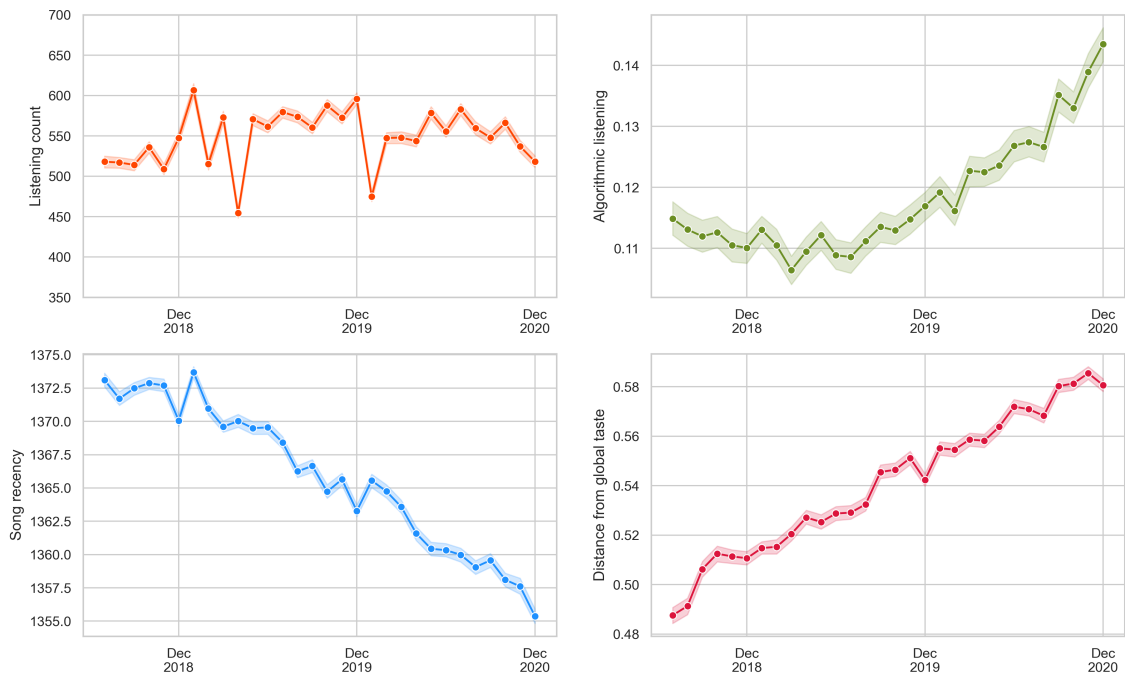 700
650
600
550
500
450
400
350
Listening count
Dec
2018
Dec
2019
Dec
2020
0.14
0.13
0.12
0.11
Algorithmic listening
Dec
2018
Dec
2019
Dec
2020
1375.0
1372.5
1370.0
1367.5
1365.0
1362.5
1360.0
1357.5
1355.0
Song recency
Dec
2018
Dec
2019
Dec
2020
0.58
0.56
0.54
0.52
0.50
0.48
Distance from global taste
Dec
2018
Dec
2019
Dec
2020